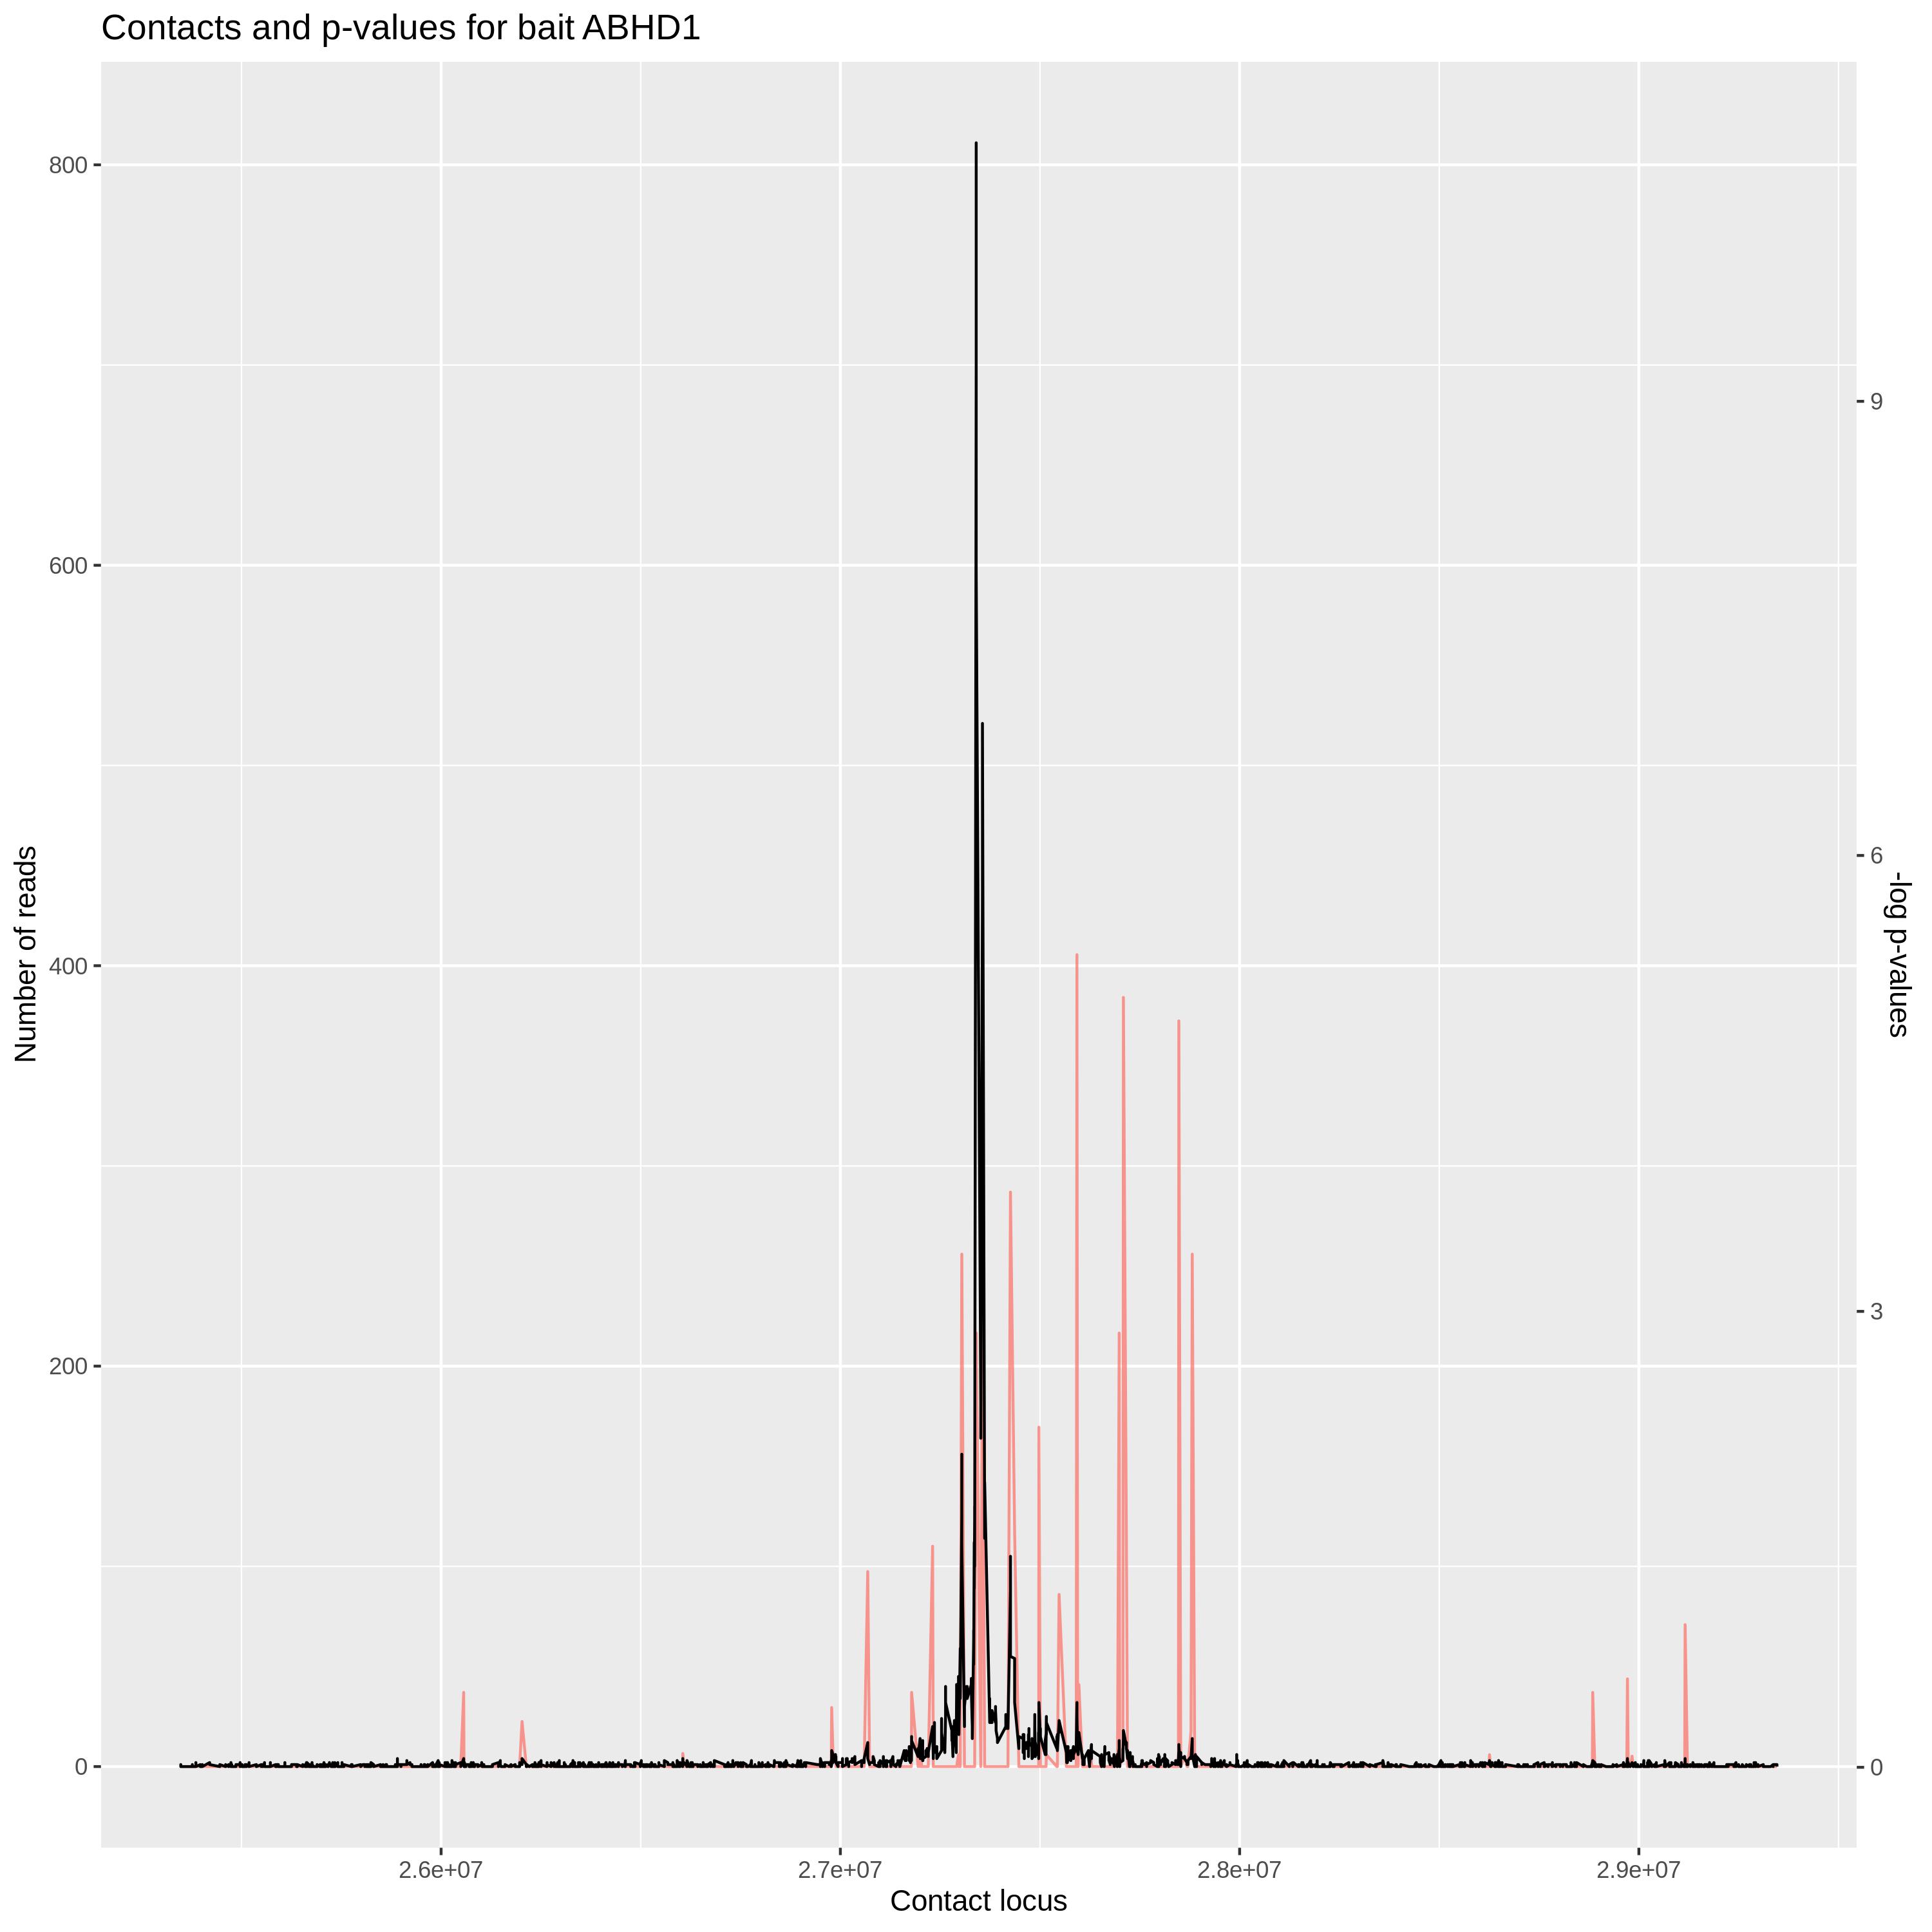 Contacts and p-values for bait ABHD1
800
600
400
200
0
Number of reads
9
6
3
0
-log p-values
2.6e+07
2.7e+07
2.8e+07
2.9e+07
Contact locus